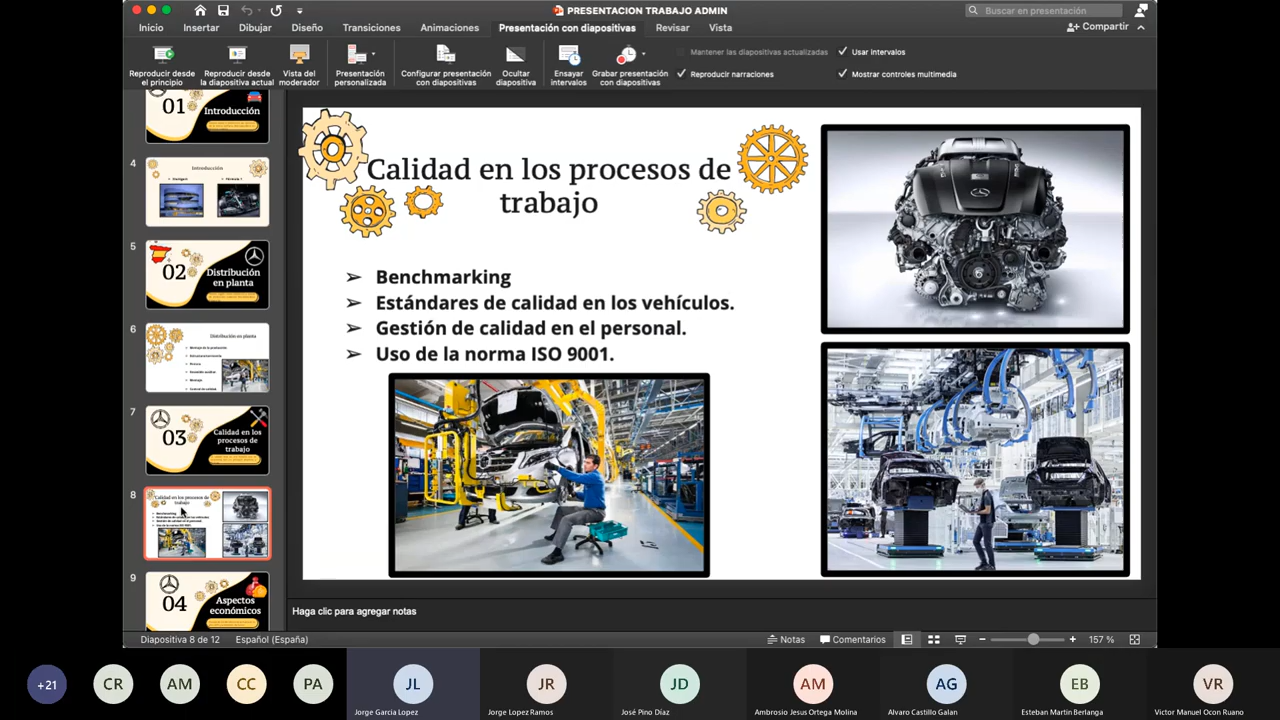 PRESENTACION TRABAJO ADMIN
Buscar en presentación
Inicio Insertar Dibujar Diseño Transiciones Animaciones Presentación con diapositivas Revisar Vista
Compartir
Reproducir desde el principio
Reproducir desde la diapositiva actual
Vista del moderador
Presentación personalizada
Configurar presentación con diapositivas
Ocultar diapositiva
Ensayar intervalos
Grabar presentación con diapositivas
Mantener las diapositivas actualizadas
Reproducir narraciones
Usar intervalos
Mostrar controles multimedia
01
Introducción
4
Introducción
5
02
Distribución
en planta
6
Distribución en planta
7
03
Calidad en los
procesos de
trabajo
8
Calidad en los procesos de
trabajo
9
04
Aspectos
económicos
Calidad en los procesos de
trabajo
➢ Benchmarking
➢ Estándares de calidad en los vehículos.
➢ Gestión de calidad en el personal.
➢ Uso de la norma ISO 9001.
Haga clic para agregar notas
Diapositiva 8 de 12 Español (España) Notas Comentarios 157 %
+21 CR AM CC PA JL JR JD AM AG EB VR
Jorge Garcia Lopez Jorge Lopez Ramos José Pino Díaz Ambrosio Jesus Ortega Molina Alvaro Castillo Galan Esteban Martin Berlanga Victor Manuel Ocon Ruano